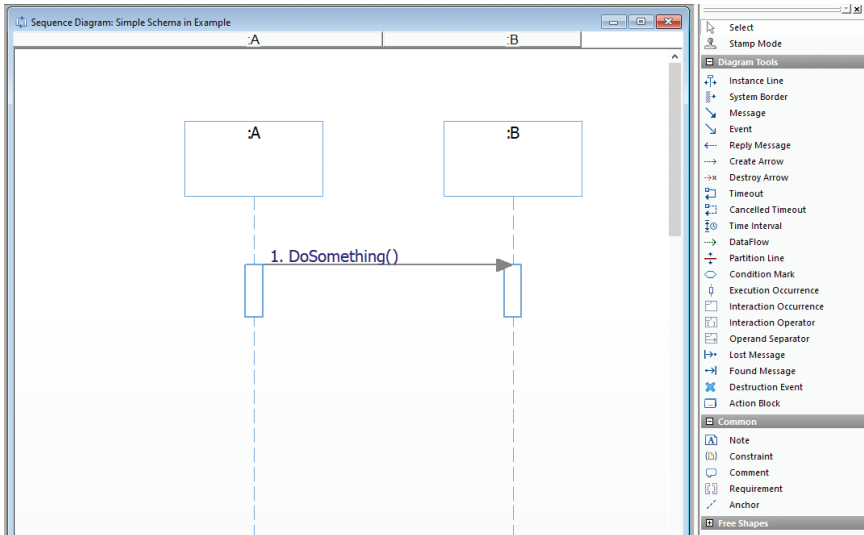 Sequence Diagram: Simple Schema in Example
:A
:B
:A
:B
1. DoSomething()
Select
Stamp Mode
Diagram Tools
Instance Line
System Border
Message
Event
Reply Message
Create Arrow
Destroy Arrow
Timeout
Cancelled Timeout
Time Interval
DataFlow
Partition Line
Condition Mark
Execution Occurrence
Interaction Occurrence
Interaction Operator
Operand Separator
Lost Message
Found Message
Destruction Event
Action Block
Common
Note
Constraint
Comment
Requirement
Anchor
Free Shapes